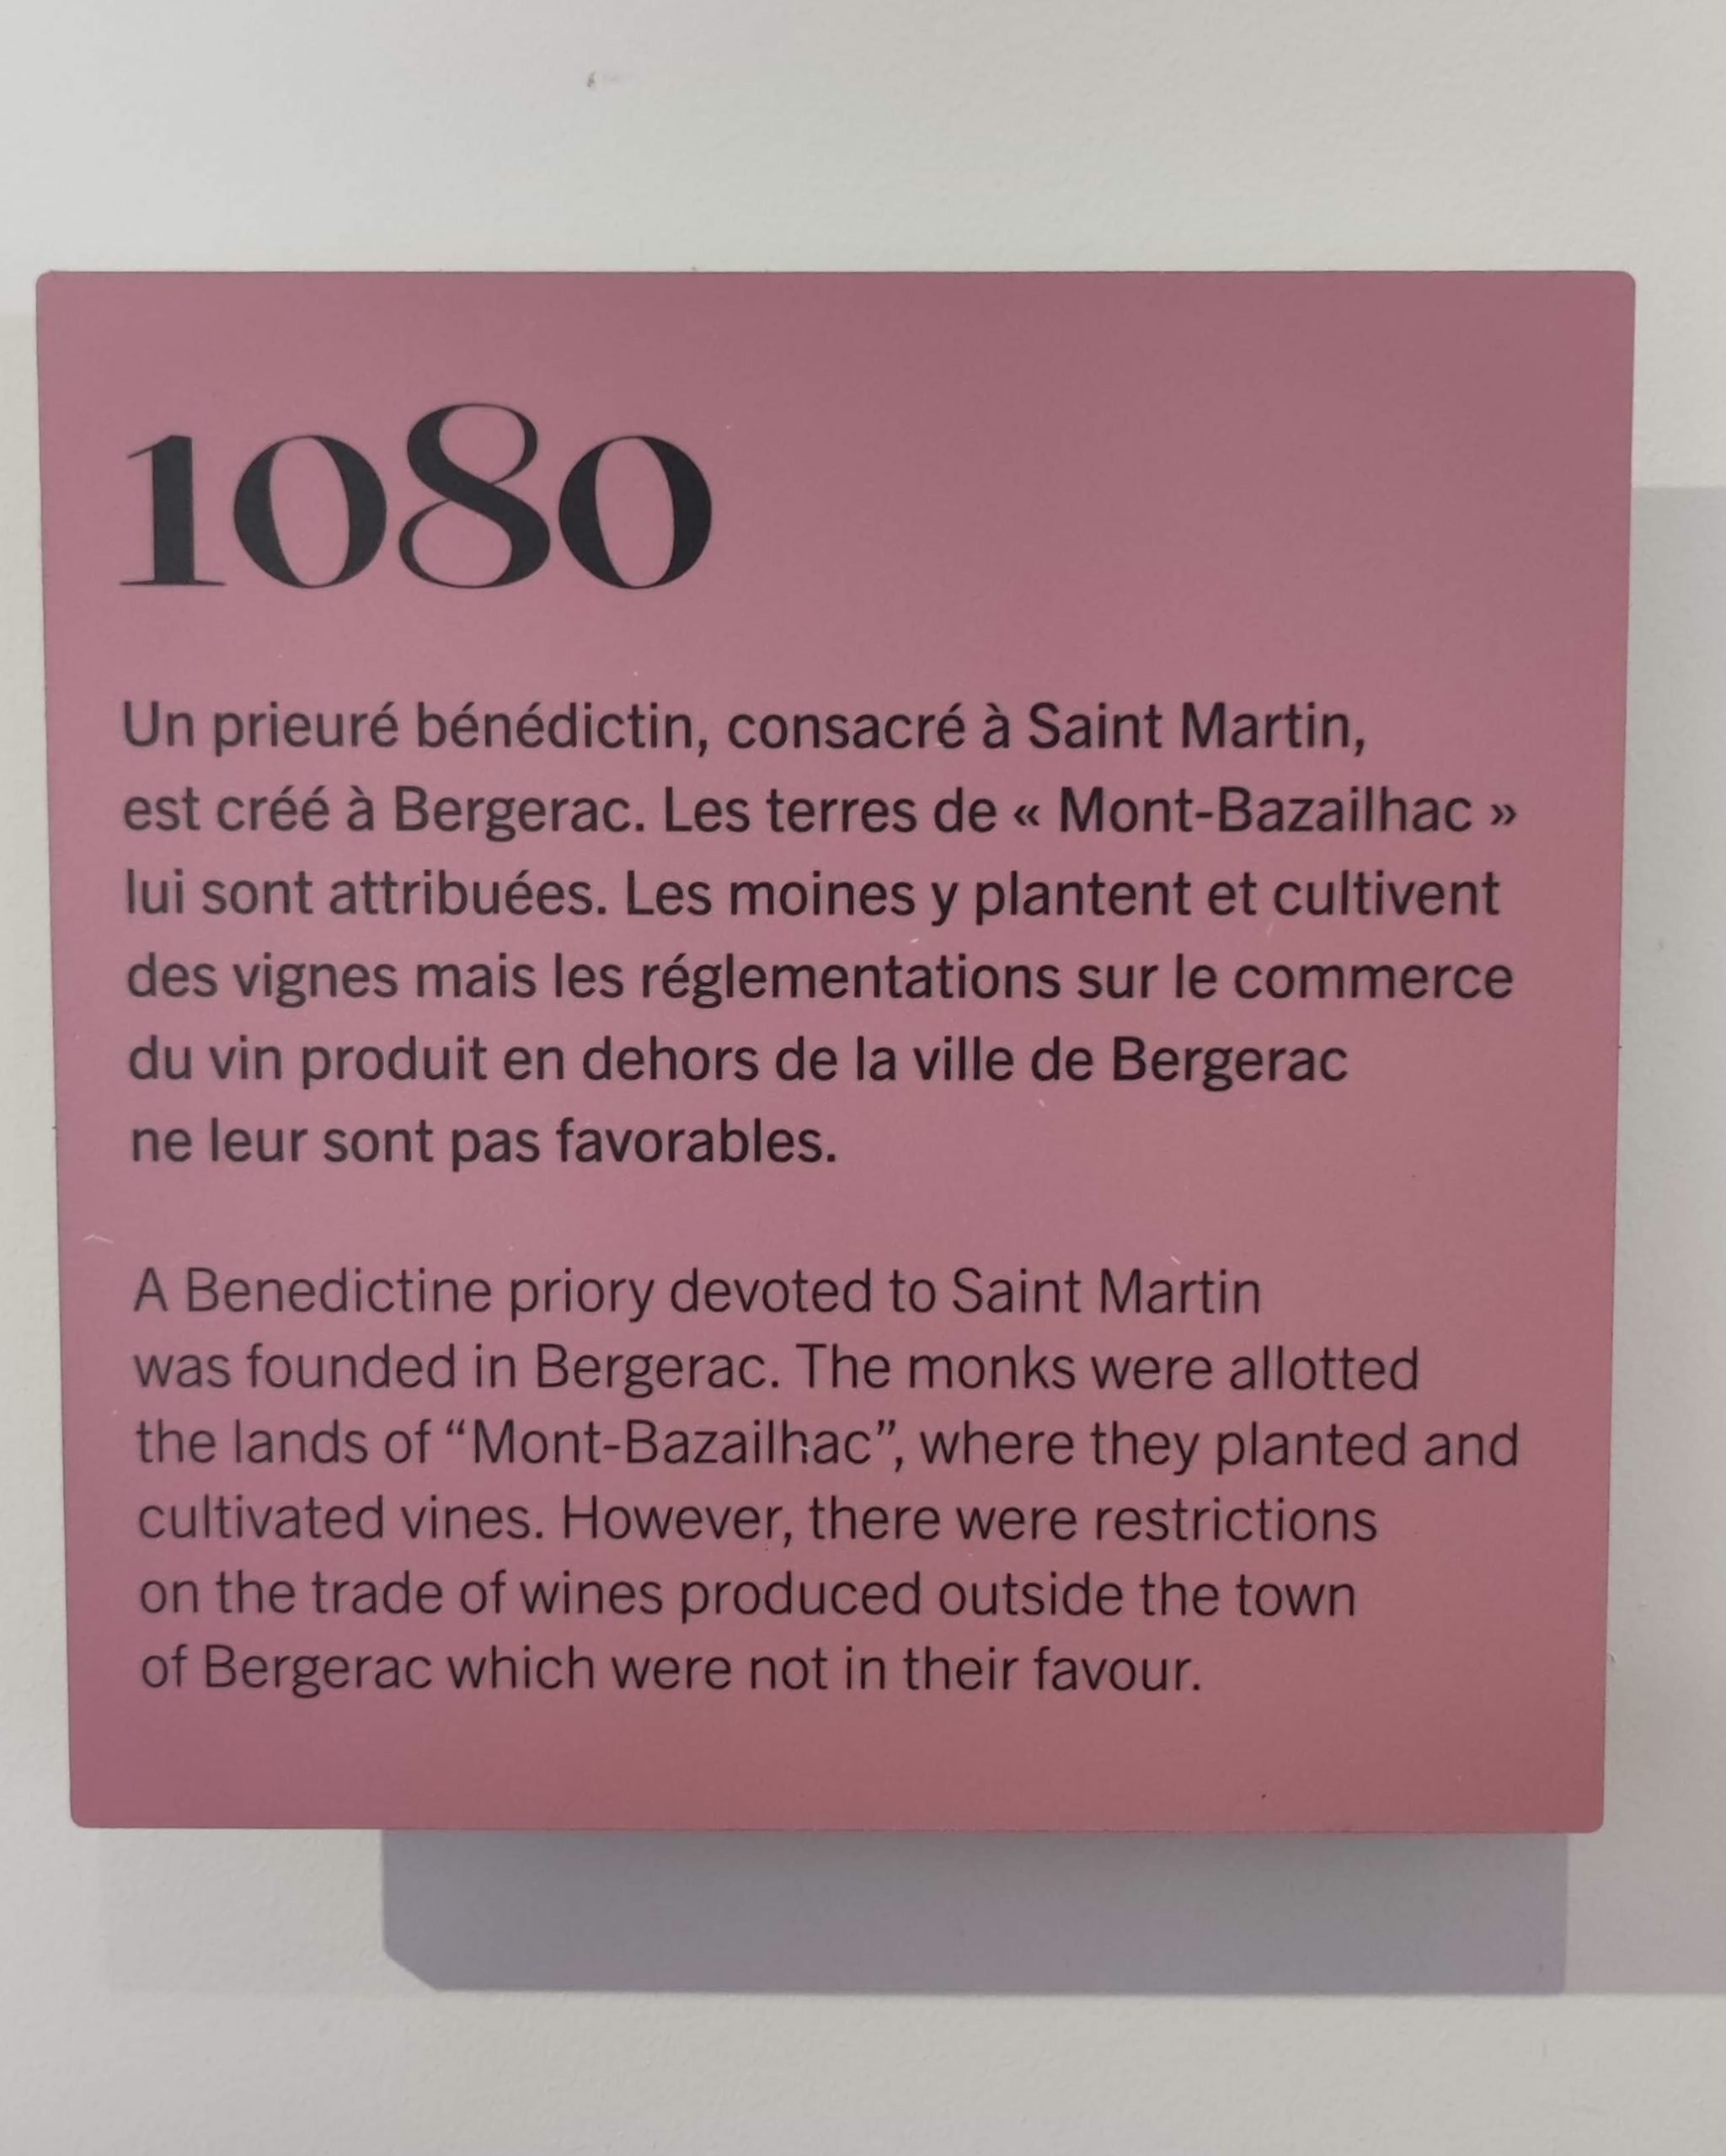 1080
Un prieuré bénédictin, consacré à Saint Martin,
est créé à Bergerac. Les terres de « Mont-Bazailhac »
lui sont attribuées. Les moines y plantent et cultivent
des vignes mais les réglementations sur le commerce
du vin produit en dehors de la ville de Bergerac
ne leur sont pas favorables.
A Benedictine priory devoted to Saint Martin
was founded in Bergerac. The monks were allotted
the lands of “Mont-Bazailhac”, where they planted and
cultivated vines. However, there were restrictions
on the trade of wines produced outside the town
of Bergerac which were not in their favour.